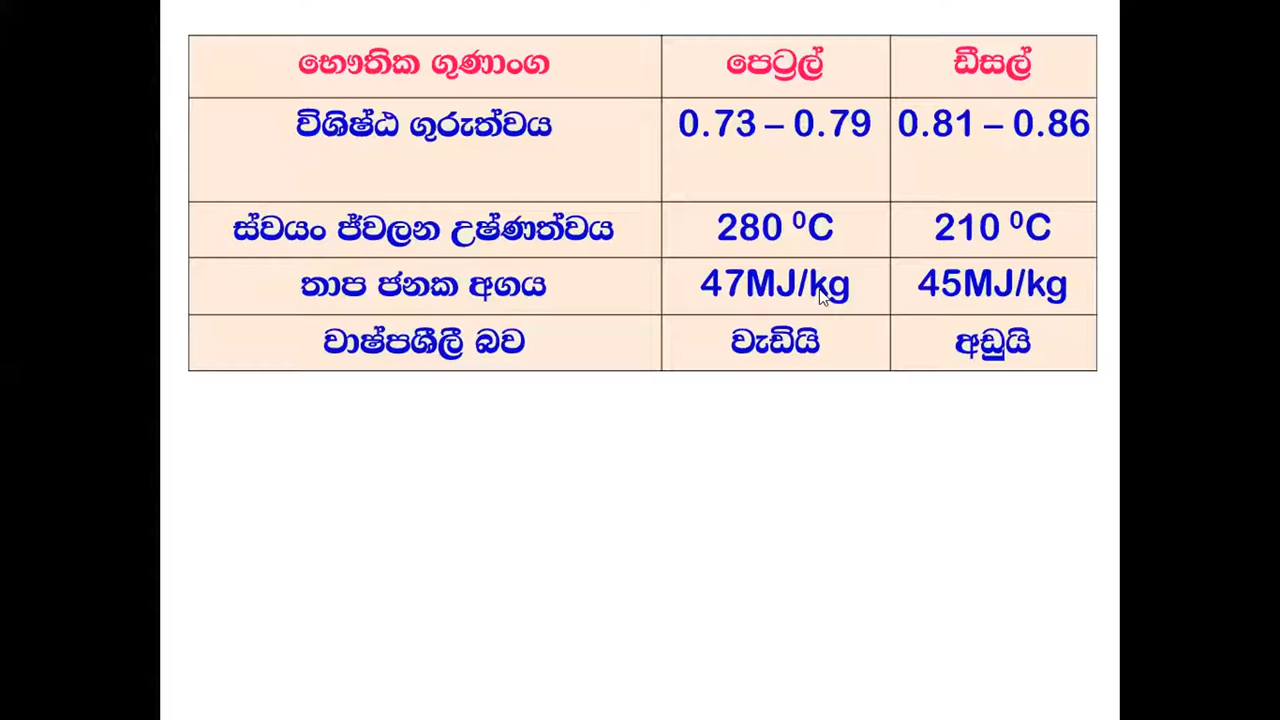 භෞතික ගුණාංග පෙට්‍රල් ඩීසල්
විශිෂ්ඨ ගුරුත්වය 0.73 – 0.79 0.81 – 0.86
ස්වයං ජ්වලන උෂ්ණත්වය 280 ⁰C 210 ⁰C
තාප ජනක අගය 47MJ/kg 45MJ/kg
වාෂ්පශීලී බව වැඩියි අඩුයි